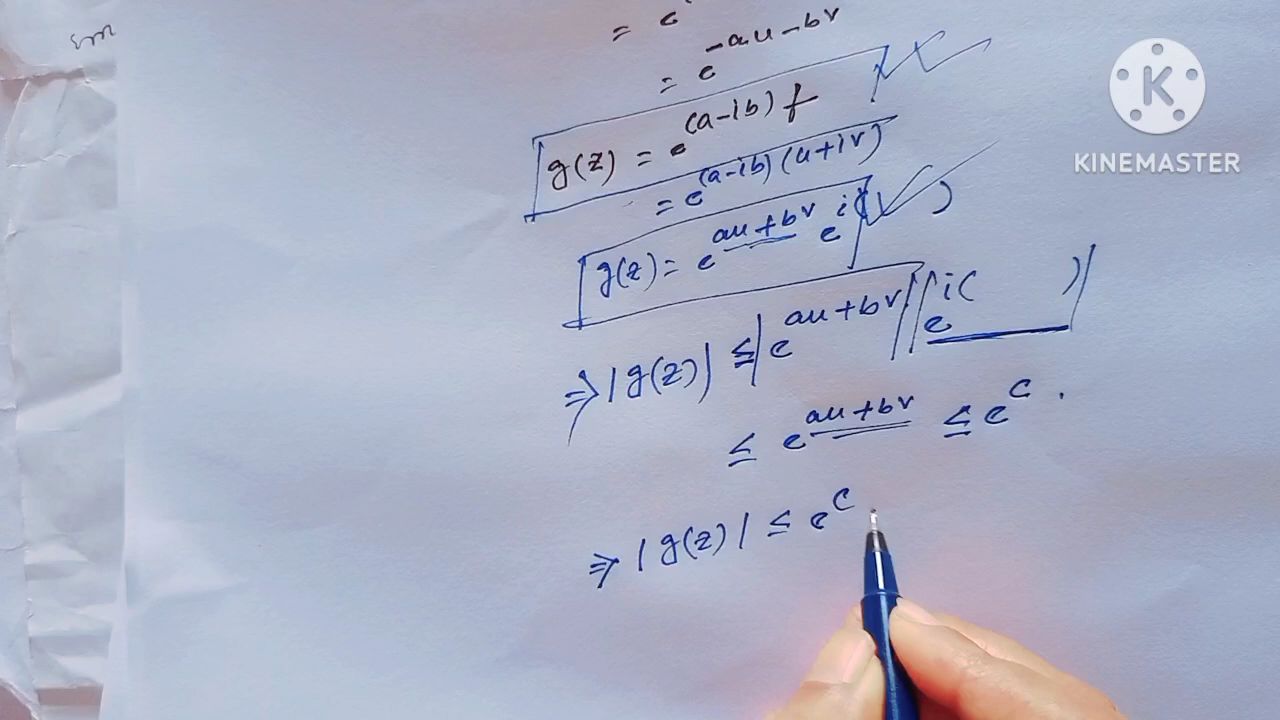 = e
= e^{-au-bv}
g(z) = e^{(a-ib)f}
= e^{(a-ib)(u+iv)}
g(z) = e^{au+bv} e^{i( )}
⇒ |g(z)| ≤ |e^{au+bv}| |e^{i( )}|
≤ e^{au+bv} ≤ e^{c}.
⇒ |g(z)| ≤ e^{c}
K
KINEMASTER